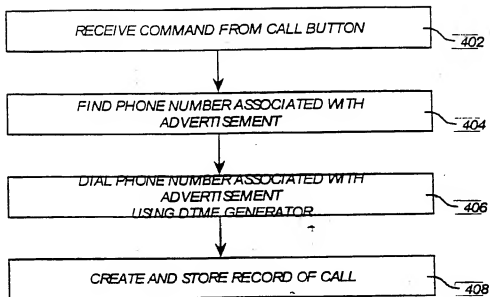 RECEIVE COMMAND FROM CALL BUTTON
402
FIND PHONE NUMBER ASSOCIATED WITH
ADVERTISEMENT
404
DIAL PHONE NUMBER ASSOCIATED WITH
ADVERTISEMENT
USING DTMF GENERATOR
406
CREATE AND STORE RECORD OF CALL
408